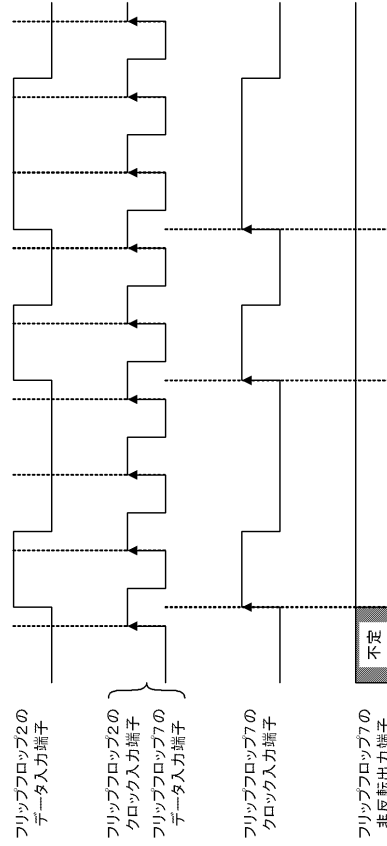 フリップフロップ2の
データ入力端子
フリップフロップ2の
クロック入力端子
フリップフロップ7の
データ入力端子
フリップフロップ7の
クロック入力端子
フリップフロップ7の
非反転出力端子
不定